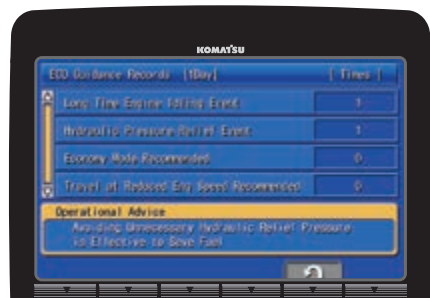 KOMATSU
ECO Guidance Records [1Day] [ Times ]
Long Time Engine Idling Event 1
Hydraulic Pressure Relief Event 1
Economy Mode Recommended 0
Travel at Reduced Eng Speed Recommended 0
Operational Advice
Avoiding Unnecessary Hydraulic Relief Pressure
is Effective to Save Fuel